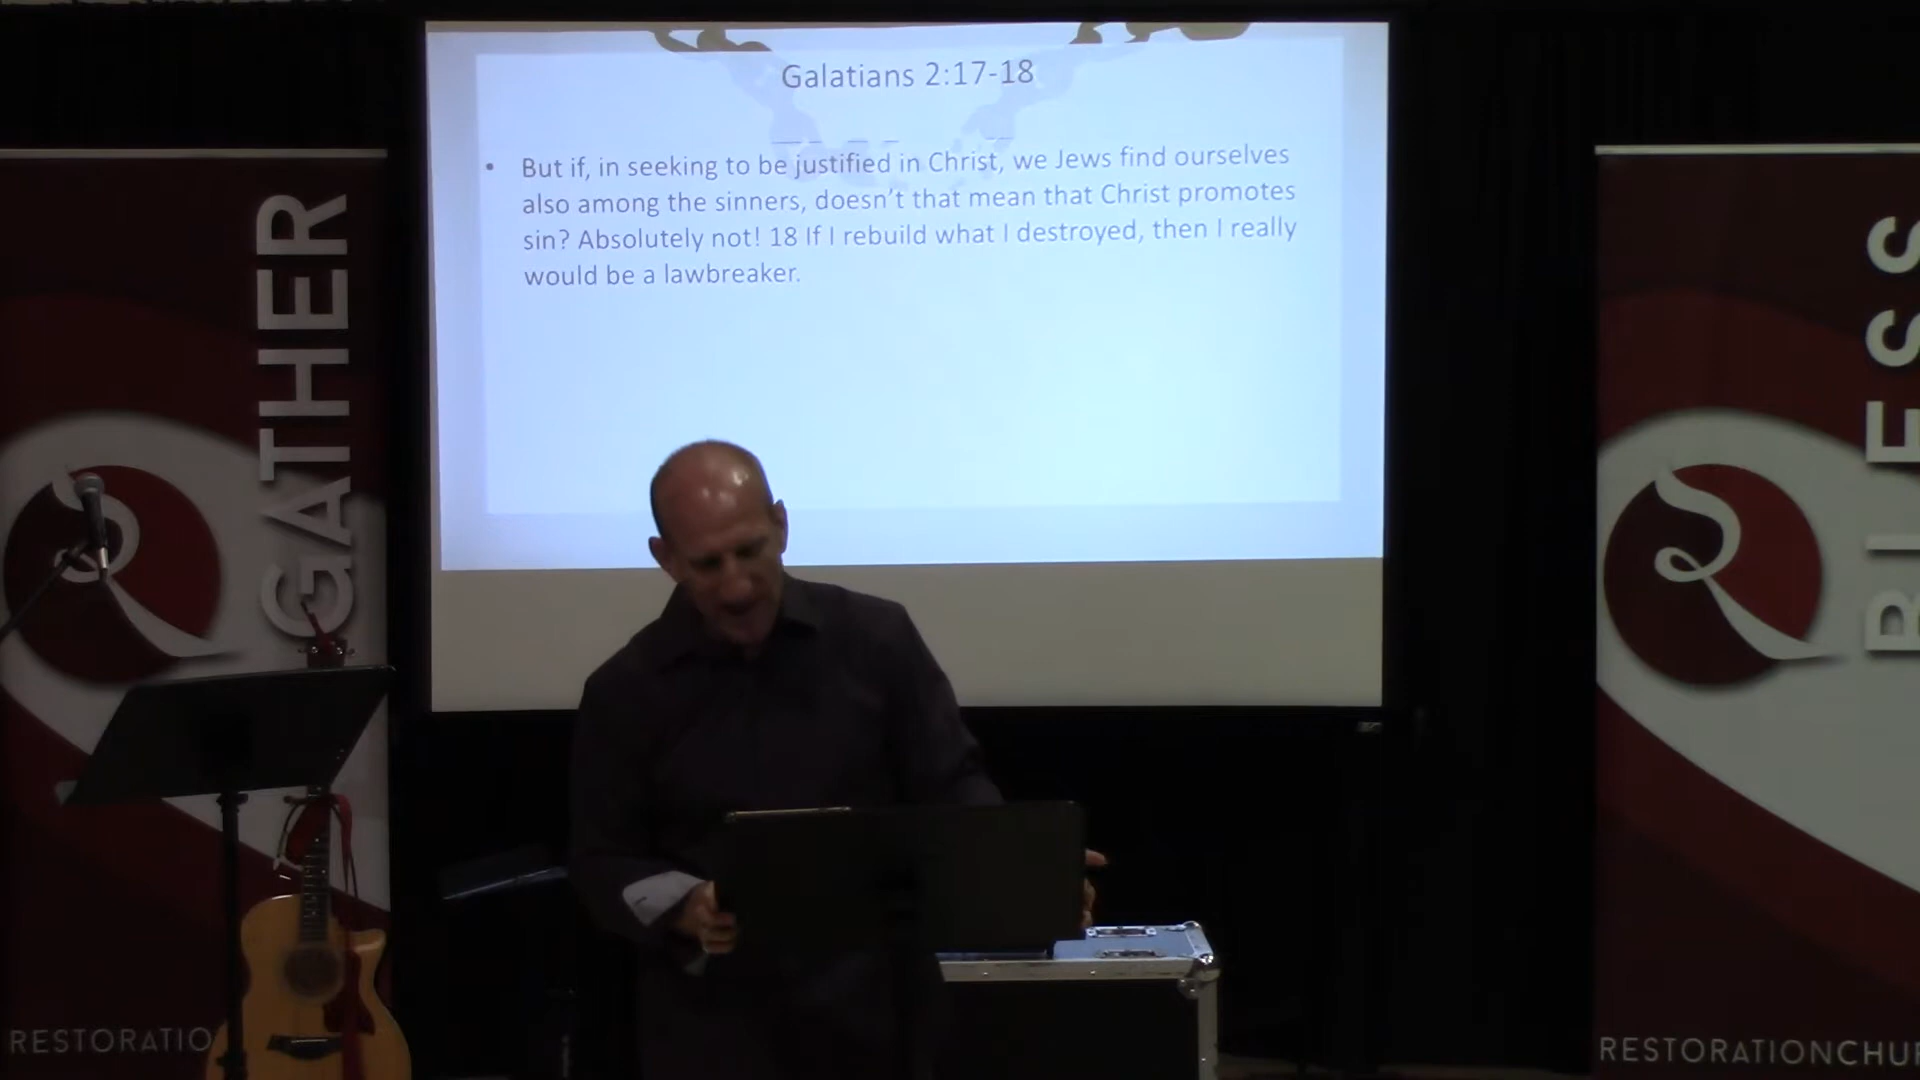 Galatians 2:17-18
• But if, in seeking to be justified in Christ, we Jews find ourselves
also among the sinners, doesn't that mean that Christ promotes
sin? Absolutely not! 18 If I rebuild what I destroyed, then I really
would be a lawbreaker.
GATHER
RESTORATIO
BLESS
RESTORATIONCHU